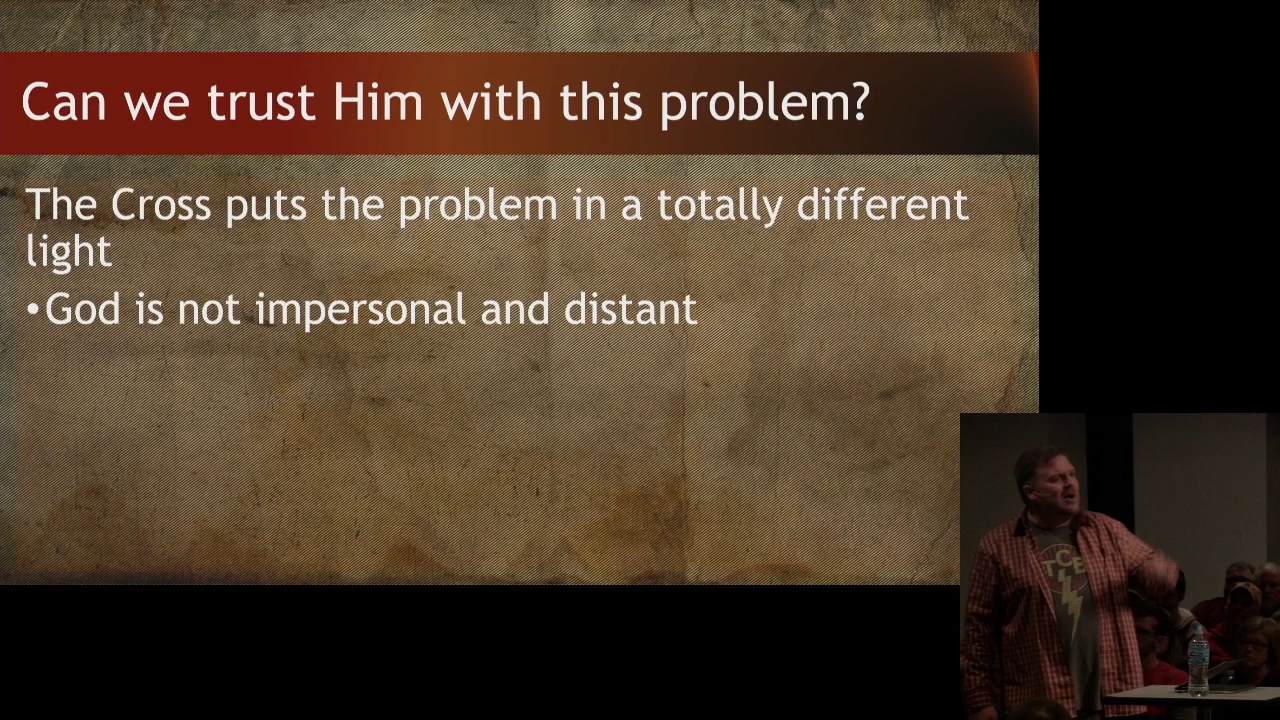 Can we trust Him with this problem?
The Cross puts the problem in a totally different
light
•God is not impersonal and distant
TCB